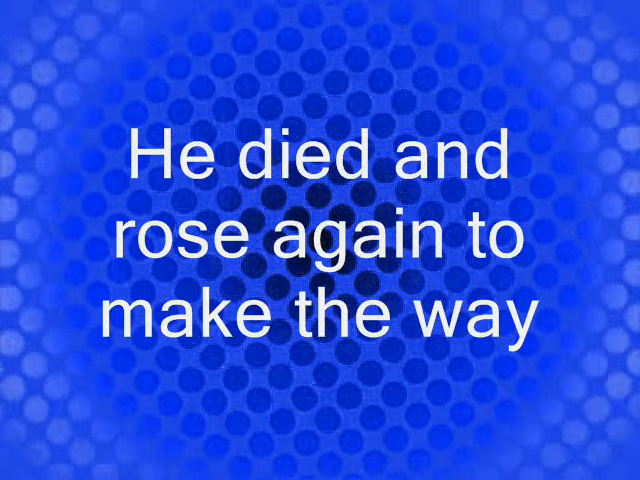 He died and
rose again to
make the way